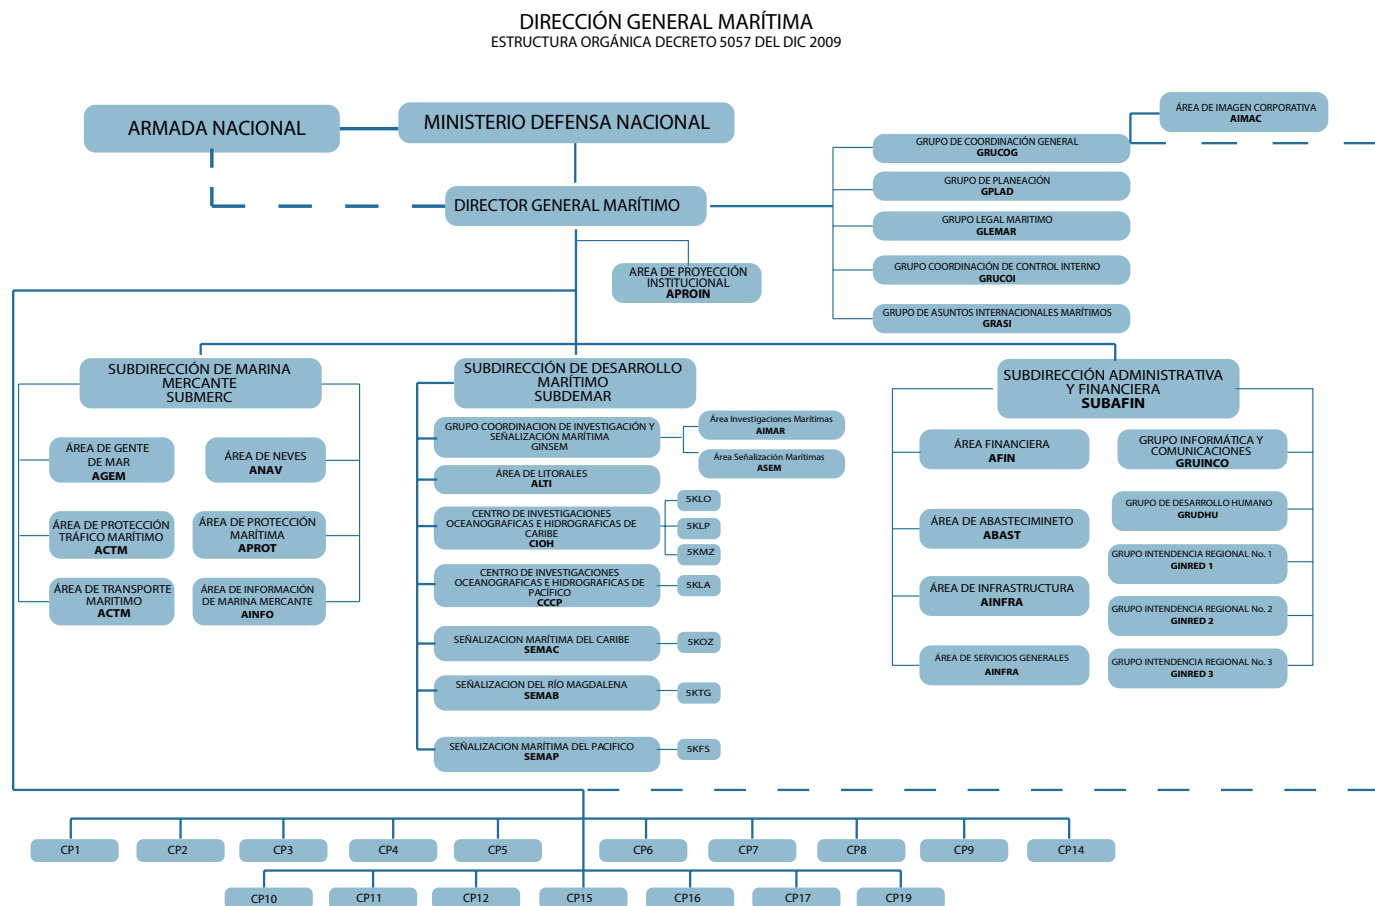 DIRECCIÓN GENERAL MARÍTIMA
ESTRUCTURA ORGÁNICA DECRETO 5057 DEL DIC 2009
ÁREA DE IMAGEN CORPORATIVA
AIMAC
ARMADA NACIONAL
MINISTERIO DEFENSA NACIONAL
GRUPO DE COORDINACIÓN GENERAL
GRUCOG
GRUPO DE PLANEACIÓN
GPLAD
DIRECTOR GENERAL MARÍTIMO
GRUPO LEGAL MARITIMO
GLEMAR
GRUPO COORDINACIÓN DE CONTROL INTERNO
GRUCOI
AREA DE PROYECCIÓN
INSTITUCIONAL
APROIN
GRUPO DE ASUNTOS INTERNACIONALES MARÍTIMOS
GRASI
SUBDIRECCIÓN DE MARINA
MERCANTE
SUBMERC
ÁREA DE GENTE
DE MAR
AGEM
ÁREA DE NEVES
ANAV
ÁREA DE PROTECCIÓN
TRÁFICO MARÍTIMO
ACTM
ÁREA DE PROTECCIÓN
MARÍTIMA
APROT
ÁREA DE TRANSPORTE
MARITIMO
ACTM
ÁREA DE INFORMACIÓN
DE MARINA MERCANTE
AINFO
SUBDIRECCIÓN DE DESARROLLO
MARÍTIMO
SUBDEMAR
GRUPO COORDINACION DE INVESTIGACIÓN Y
SEÑALIZACIÓN MARÍTIMA
GINSEM
Área Investigaciones Marítimas
AIMAR
Área Señalización Marítimas
ASEM
ÁREA DE LITORALES
ALTI
CENTRO DE INVESTIGACIONES
OCEANOGRAFICAS E HIDROGRAFICAS DE
CARIBE
CIOH
5KLO
5KLP
5KMZ
CENTRO DE INVESTIGACIONES
OCEANOGRAFICAS E HIDROGRAFICAS DE
PACÍFICO
CCCP
5KLA
SEÑALIZACION MARÍTIMA DEL CARIBE
SEMAC
5KOZ
SEÑALIZACION DEL RÍO MAGDALENA
SEMAB
5KTG
SEÑALIZACION MARÍTIMA DEL PACIFICO
SEMAP
5KFS
SUBDIRECCIÓN ADMINISTRATIVA
Y FINANCIERA
SUBAFIN
ÁREA FINANCIERA
AFIN
GRUPO INFORMÁTICA Y
COMUNICACIONES
GRUINCO
ÁREA DE ABASTECIMINETO
ABAST
GRUPO DE DESARROLLO HUMANO
GRUDHU
GRUPO INTENDENCIA REGIONAL No. 1
GINRED 1
ÁREA DE INFRASTRUCTURA
AINFRA
GRUPO INTENDENCIA REGIONAL No. 2
GINRED 2
ÁREA DE SERVICIOS GENERALES
AINFRA
GRUPO INTENDENCIA REGIONAL No. 3
GINRED 3
CP1
CP2
CP3
CP4
CP5
CP6
CP7
CP8
CP9
CP14
CP10
CP11
CP12
CP15
CP16
CP17
CP19